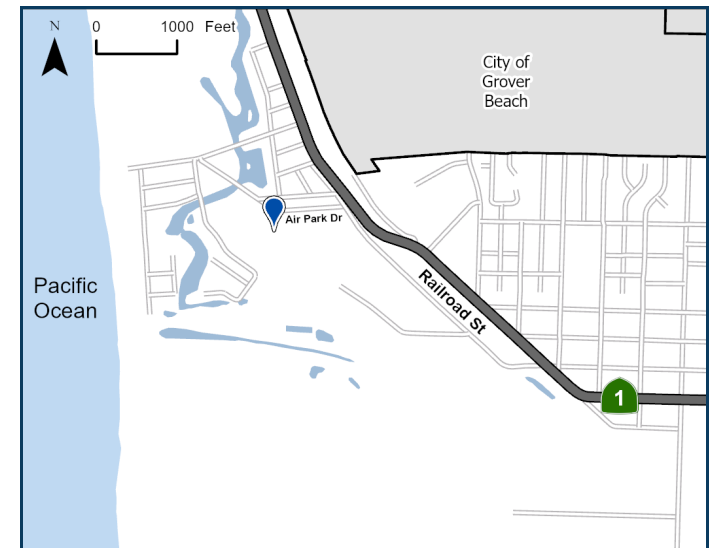 N
0 1000 Feet
City of
Grover
Beach
Air Park Dr
Pacific
Ocean
Railroad St
1